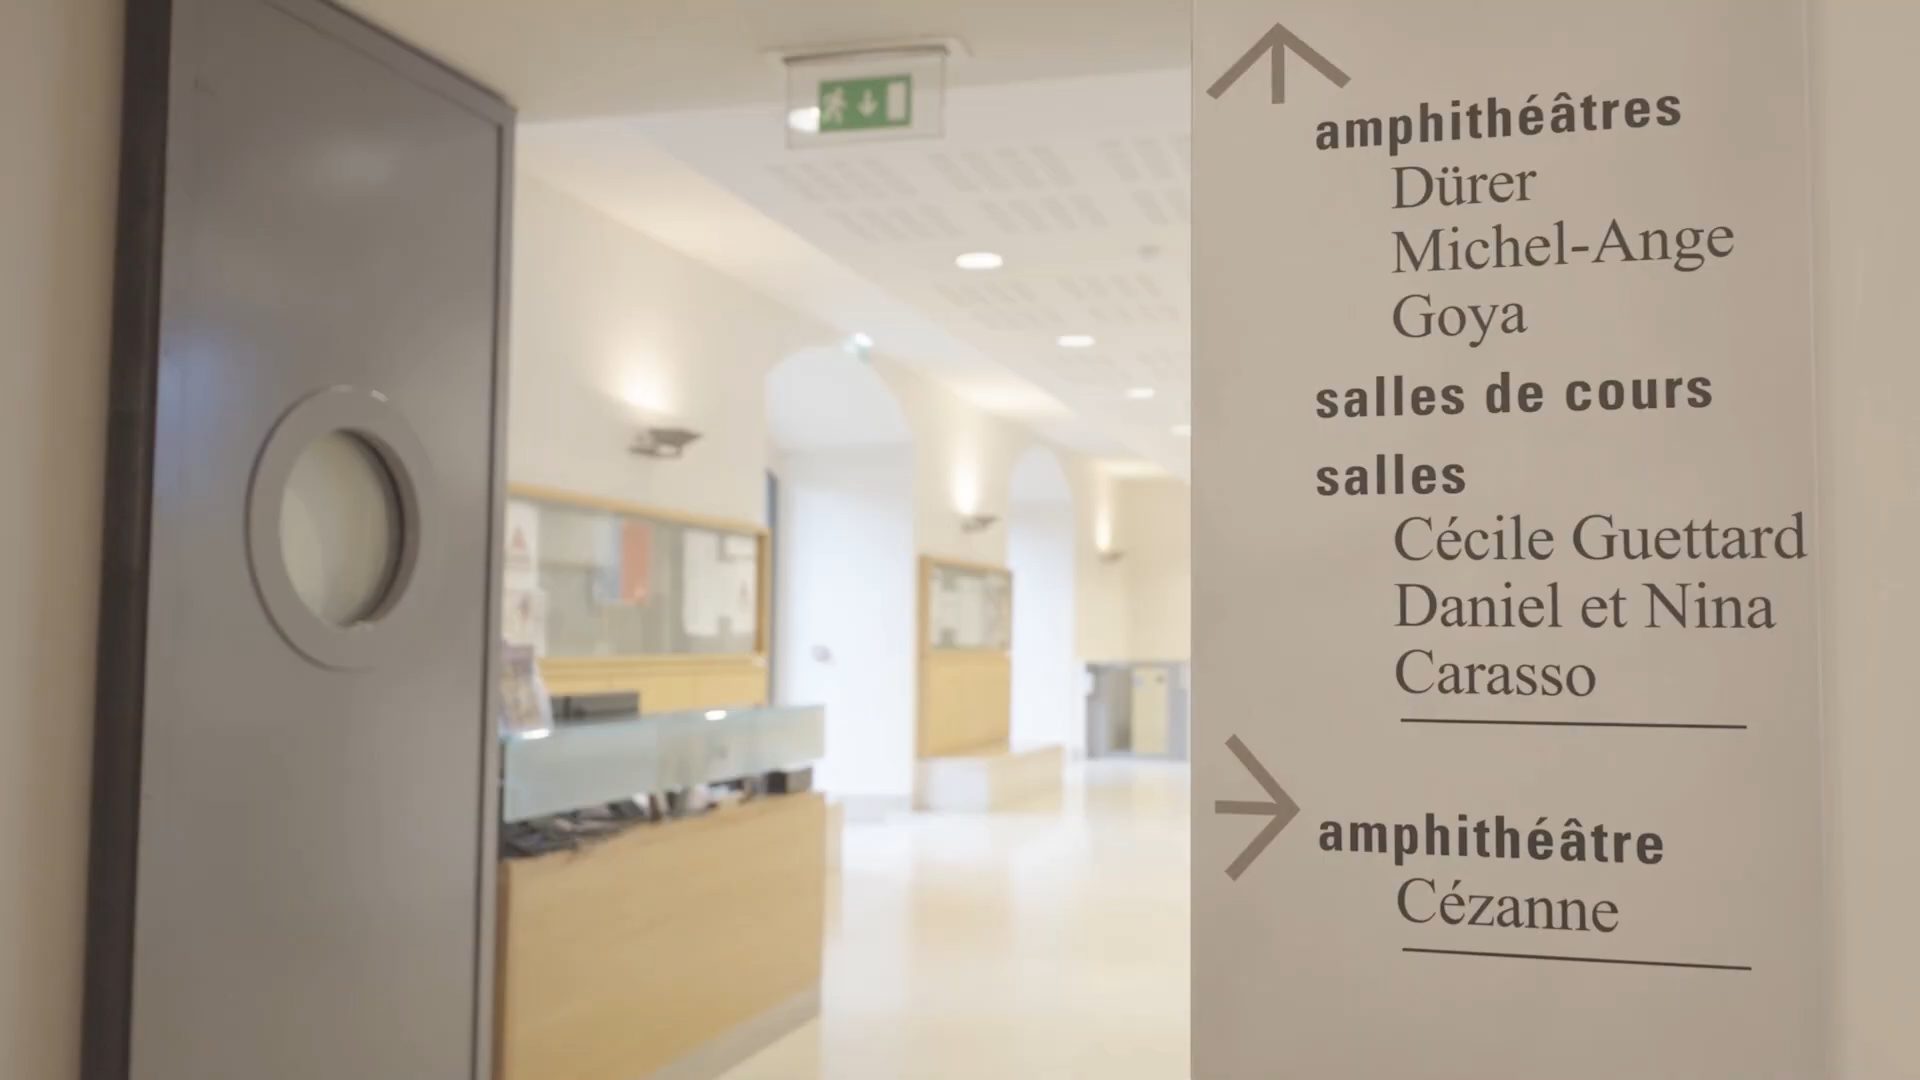 amphithéâtres
Dürer
Michel-Ange
Goya
salles de cours
salles
Cécile Guettard
Daniel et Nina
Carasso
amphithéâtre
Cézanne